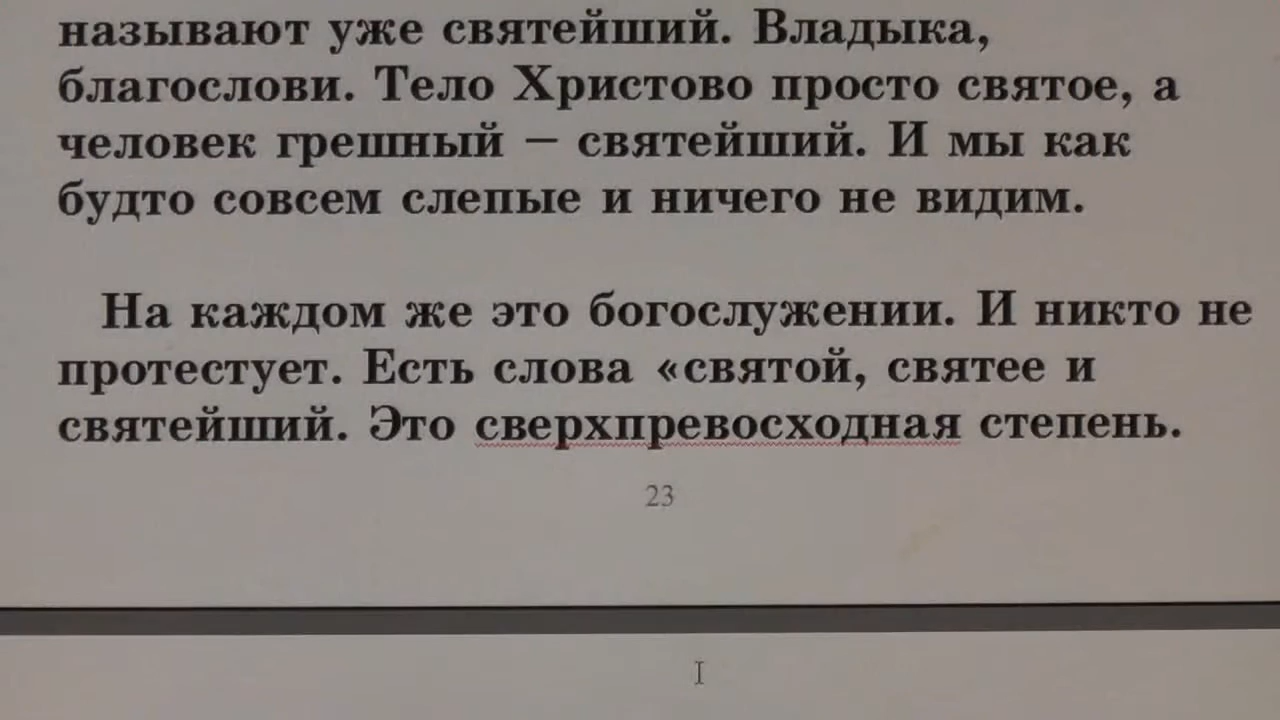 называют уже святейший. Владыка,
благослови. Тело Христово просто святое, а
человек грешный – святейший. И мы как
будто совсем слепые и ничего не видим.
На каждом же это богослужении. И никто не
протестует. Есть слова «святой, святее и
святейший. Это сверхпревосходная степень.
23